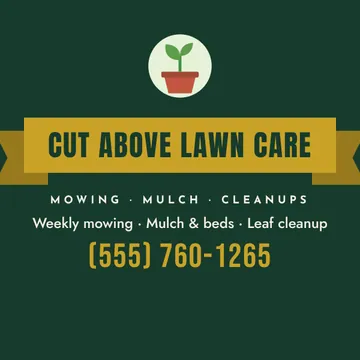 CUT ABOVE LAWN CARE
MOWING · MULCH · CLEANUPS
Weekly mowing · Mulch & beds · Leaf cleanup
(555) 760-1265